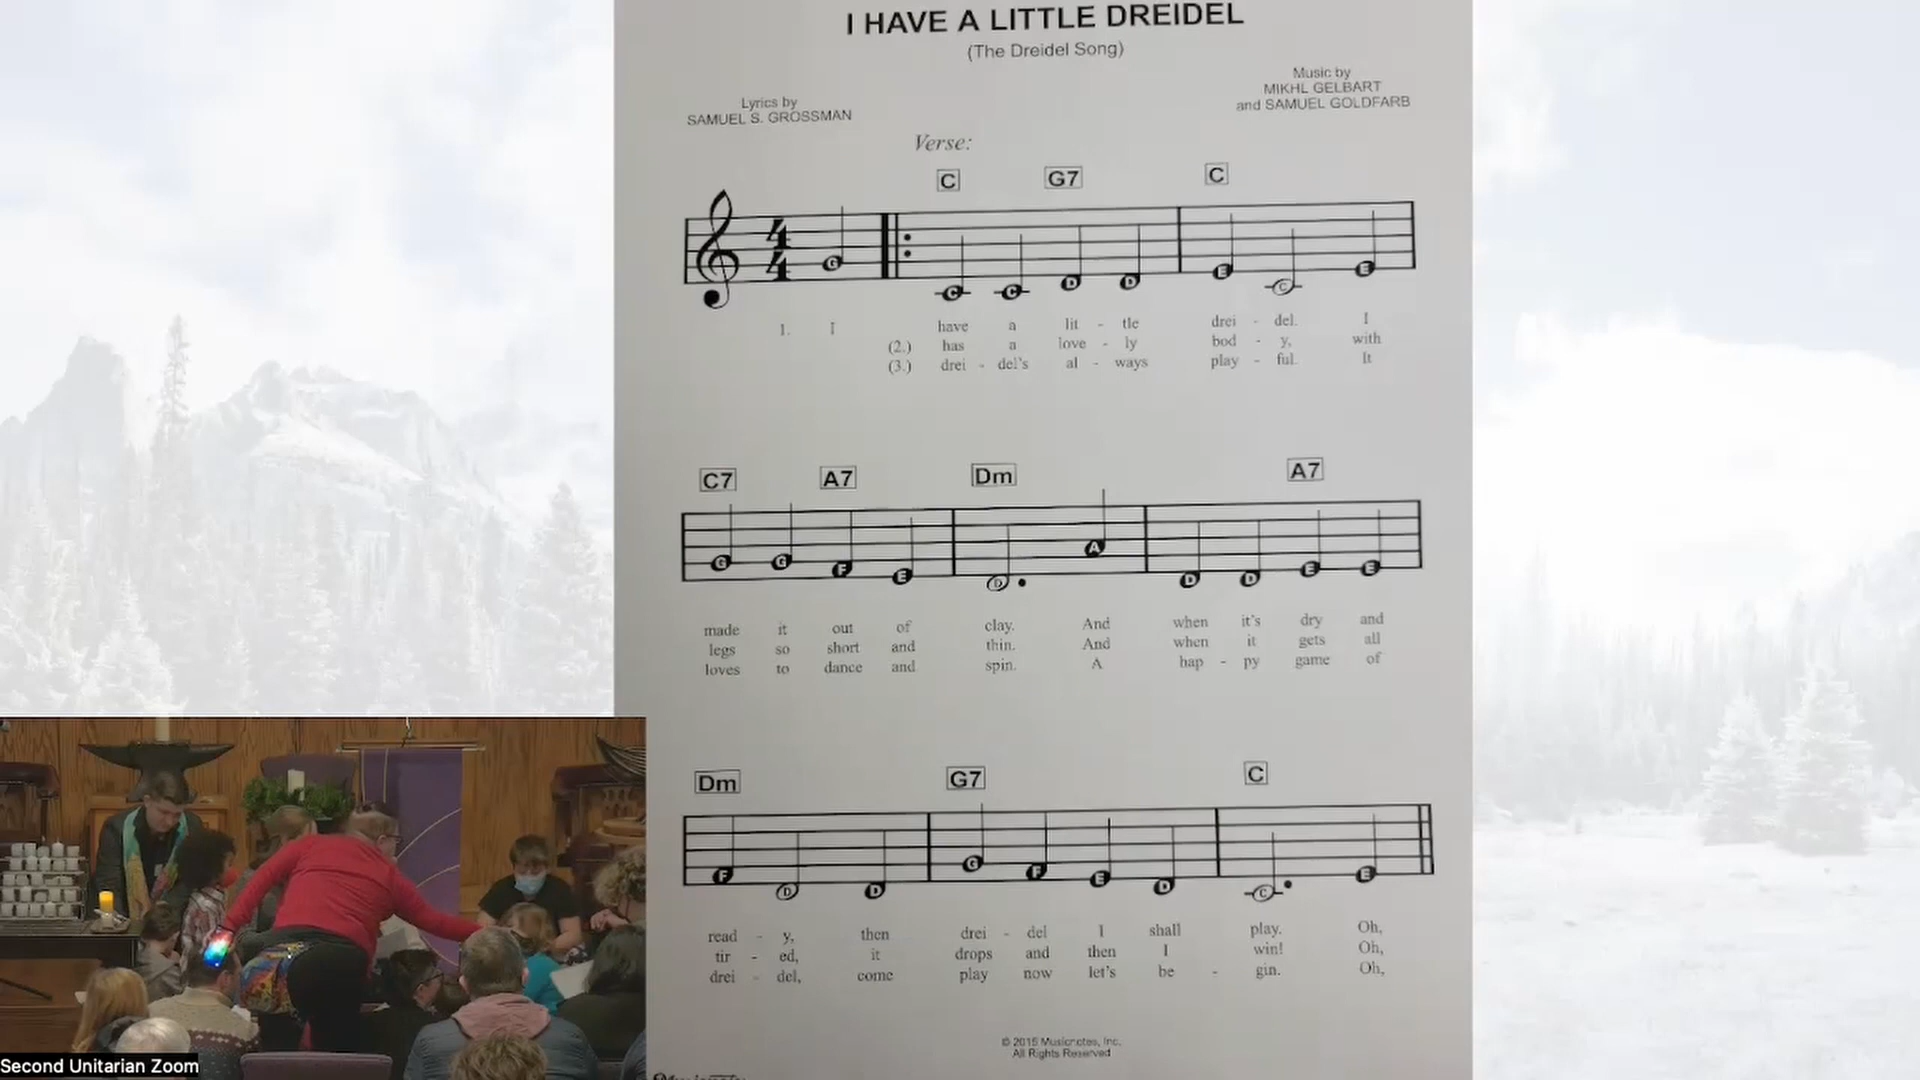 I HAVE A LITTLE DREIDEL
(The Dreidel Song)
Music by
MIKHL GELBART
and SAMUEL GOLDFARB
Lyrics by
SAMUEL S. GROSSMAN
Verse:
C G7 C
4
4
G C C D D E C E
1. I have a lit - tle drei - del. I
(2.) has a love - ly bod - y, with
(3.) drei - del's al - ways play - ful. It
C7 A7 Dm A7
G G F E D A D D E E
made it out of clay. And when it's dry and
legs so short and thin. And when it gets all
loves to dance and spin. A hap - py game of
Dm G7 C
F D D G F E D C E
read - y, then drei - del I shall play. Oh,
tir - ed, it drops and then I win! Oh,
drei - del, come play now let's be - gin. Oh,
© 2015 Musicnotes, Inc.
All Rights Reserved
Second Unitarian Zoom